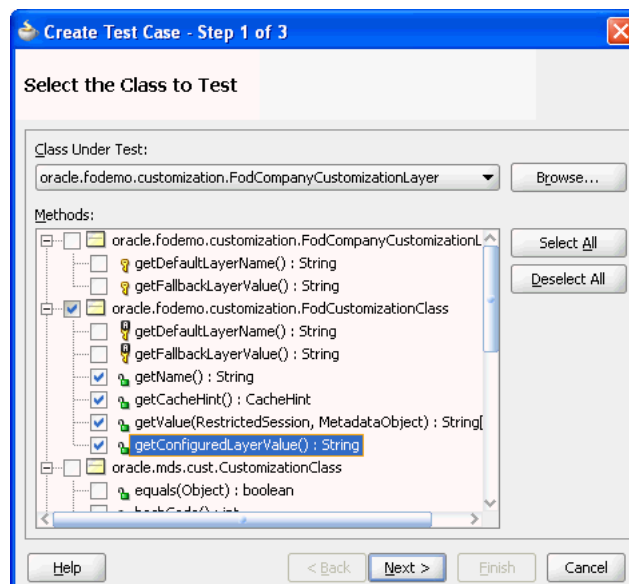 Create Test Case - Step 1 of 3
Select the Class to Test
Class Under Test:
oracle.fodemo.customization.FodCompanyCustomizationLayer
Browse...
Methods:
oracle.fodemo.customization.FodCompanyCustomizationL
getDefaultLayerName() : String
getFallbackLayerValue() : String
oracle.fodemo.customization.FodCustomizationClass
getDefaultLayerName() : String
getFallbackLayerValue() : String
getName() : String
getCacheHint() : CacheHint
getValue(RestrictedSession, MetadataObject) : String[
getConfiguredLayerValue() : String
oracle.mds.cust.CustomizationClass
equals(Object) : boolean
Select All
Deselect All
Help
< Back
Next >
Finish
Cancel